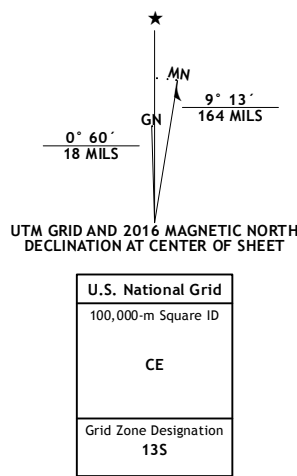 MN
GN
9° 13´
164 MILS
0° 60´
18 MILS
UTM GRID AND 2016 MAGNETIC NORTH
DECLINATION AT CENTER OF SHEET
U.S. National Grid
100,000-m Square ID
CE
Grid Zone Designation
13S